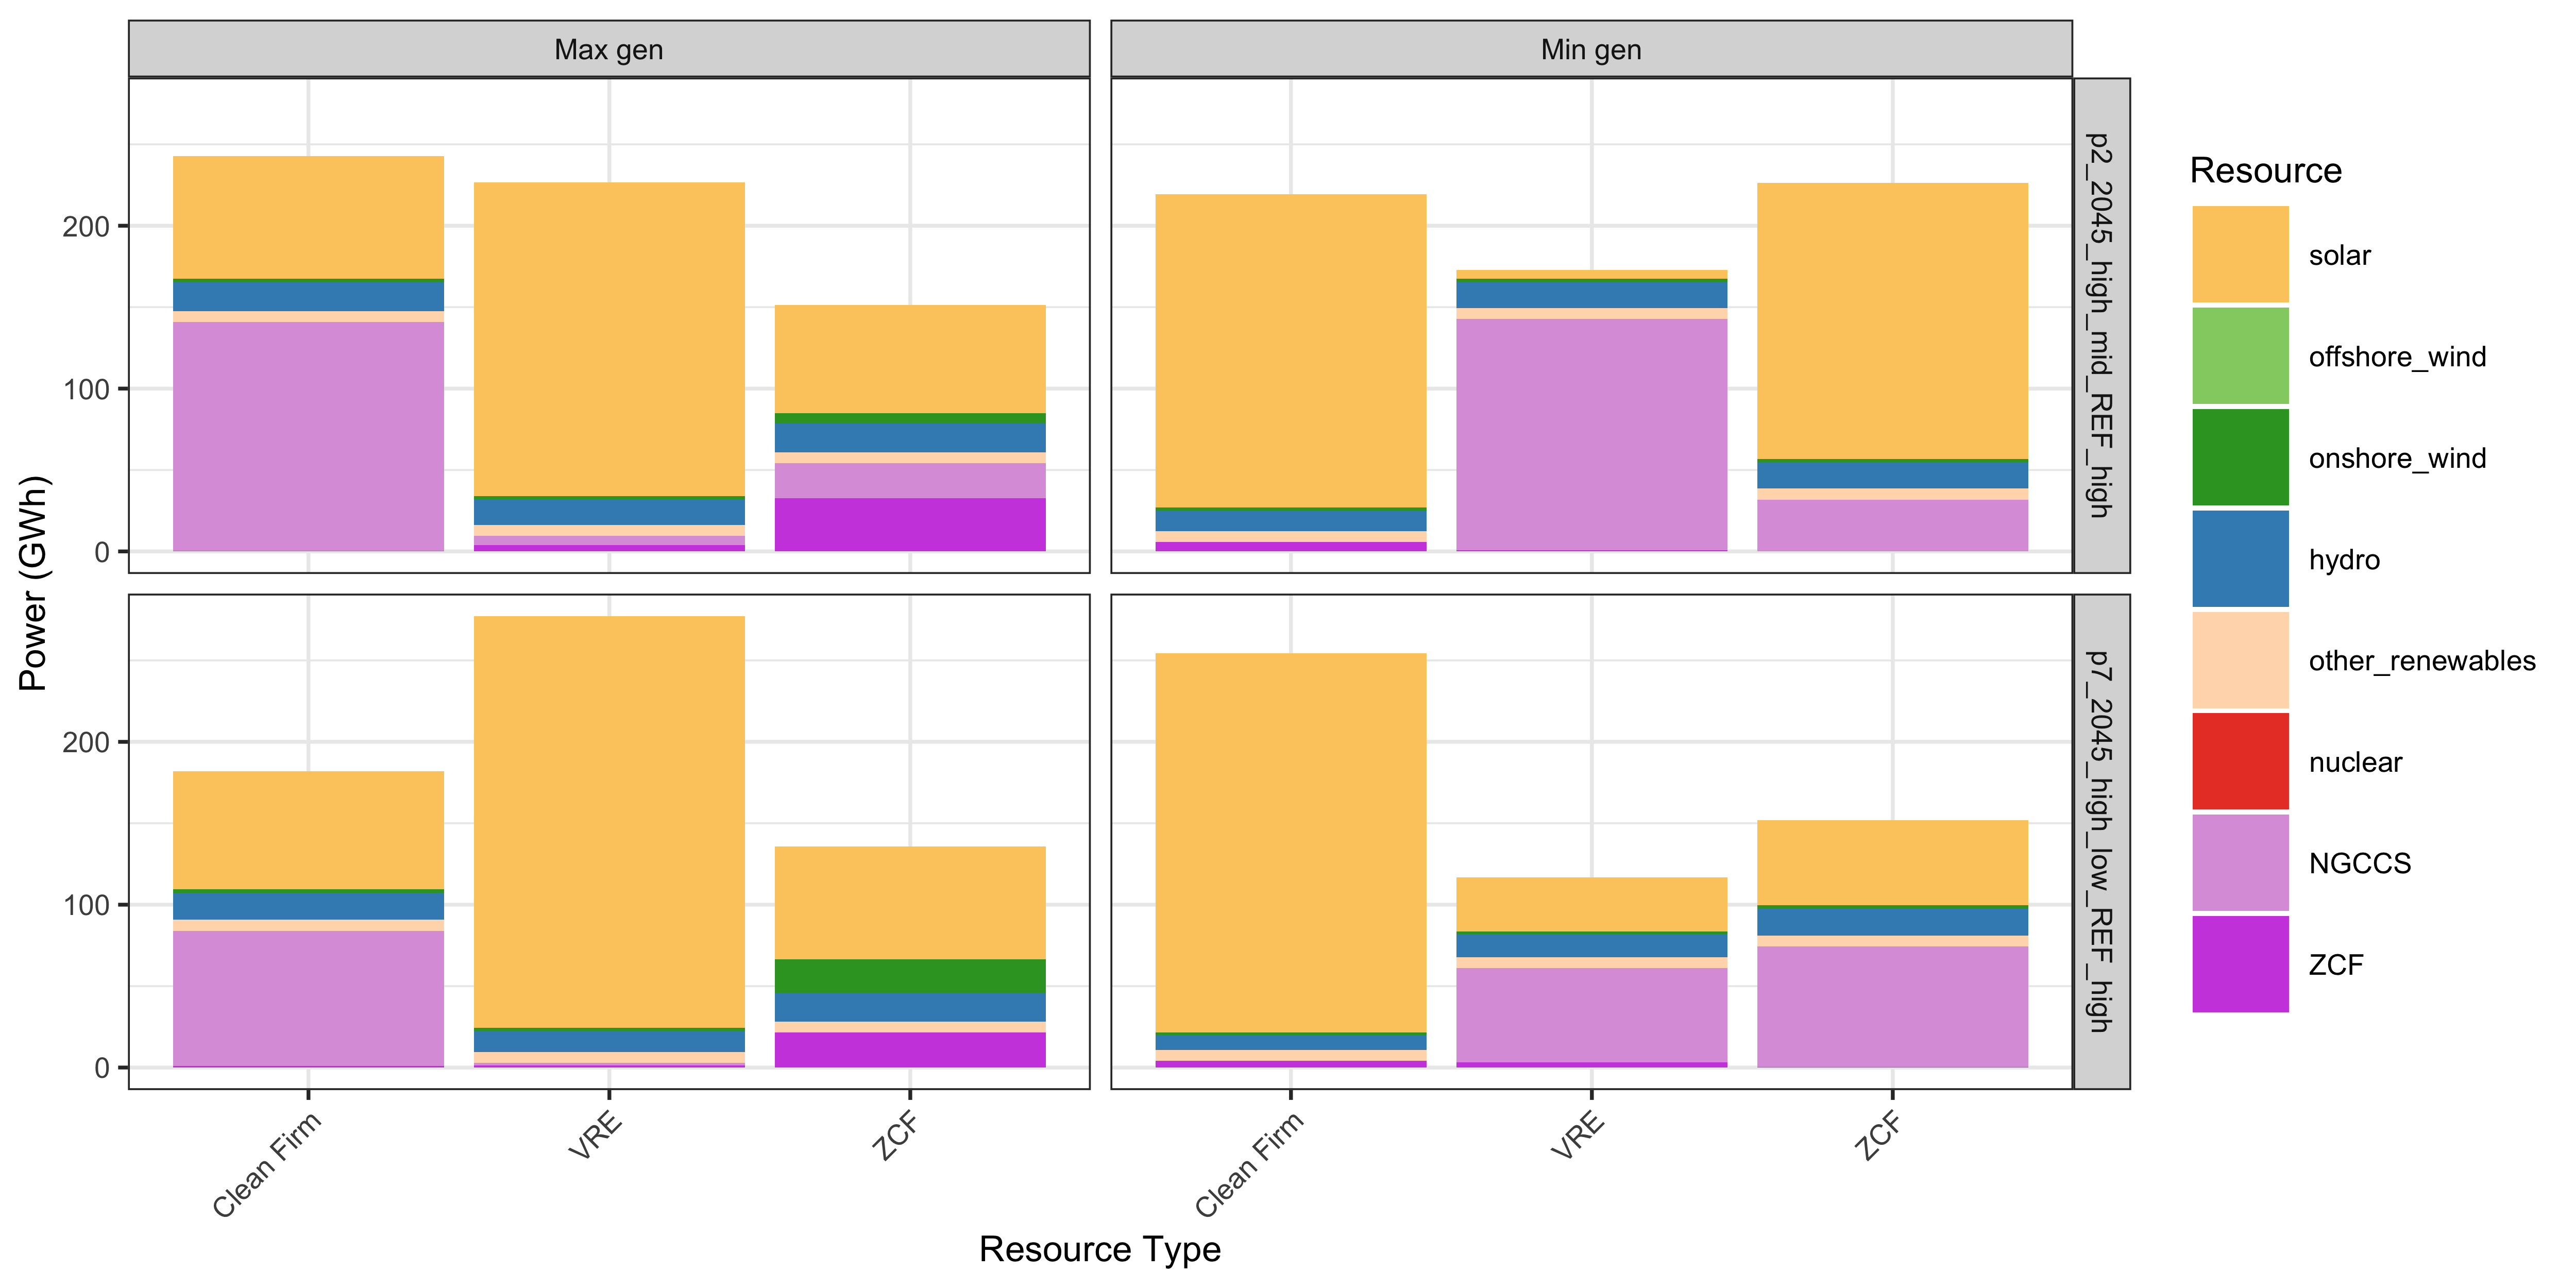 Max gen
Min gen
Power (GWh)
200
100
0
p2_2045_high_mid_REF_high
200
100
0
p7_2045_high_low_REF_high
Clean Firm
VRE
ZCF
Clean Firm
VRE
ZCF
Resource Type
Resource
solar
offshore_wind
onshore_wind
hydro
other_renewables
nuclear
NGCCS
ZCF